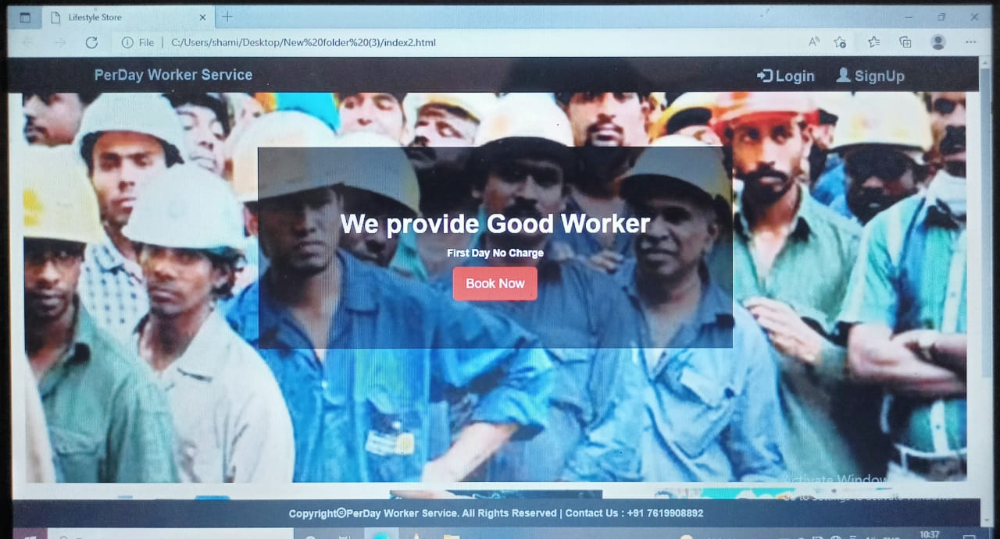 Lifestyle Store
File | C:/Users/shami/Desktop/New%20folder%20(3)/index2.html
PerDay Worker Service
Login
SignUp
We provide Good Worker
First Day No Charge
Book Now
Activate Windows
Go to Settings to activate Windows.
Copyright©PerDay Worker Service. All Rights Reserved | Contact Us : +91 7619908892
10:37